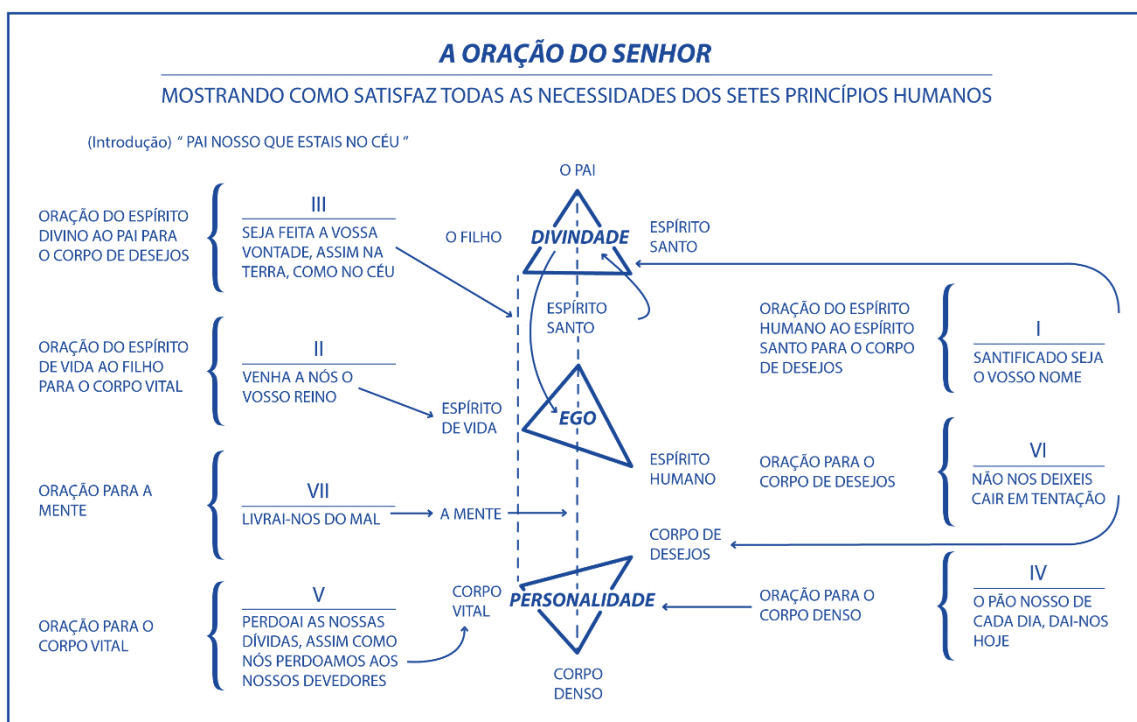 A ORAÇÃO DO SENHOR
MOSTRANDO COMO SATISFAZ TODAS AS NECESSIDADES DOS SETES PRINCÍPIOS HUMANOS
(Introdução) “ PAI NOSSO QUE ESTAIS NO CÉU ”
ORAÇÃO DO ESPÍRITO
DIVINO AO PAI PARA
O CORPO DE DESEJOS
III
SEJA FEITA A VOSSA
VONTADE, ASSIM NA
TERRA, COMO NO CÉU
ORAÇÃO DO ESPÍRITO
DE VIDA AO FILHO
PARA O CORPO VITAL
II
VENHA A NÓS O
VOSSO REINO
ORAÇÃO PARA A
MENTE
VII
LIVRAI-NOS DO MAL
ORAÇÃO PARA O
CORPO VITAL
V
PERDOAI AS NOSSAS
DÍVIDAS, ASSIM COMO
NÓS PERDOAMOS AOS
NOSSOS DEVEDORES
O PAI
O FILHO
DIVINDADE
ESPÍRITO
SANTO
ESPÍRITO
SANTO
ESPÍRITO
DE VIDA
EGO
ESPÍRITO
HUMANO
A MENTE
CORPO DE
DESEJOS
CORPO
VITAL
PERSONALIDADE
CORPO
DENSO
ORAÇÃO DO ESPÍRITO
HUMANO AO ESPÍRITO
SANTO PARA O CORPO
DE DESEJOS
I
SANTIFICADO SEJA
O VOSSO NOME
ORAÇÃO PARA O
CORPO DE DESEJOS
VI
NÃO NOS DEIXEIS
CAIR EM TENTAÇÃO
ORAÇÃO PARA O
CORPO DENSO
IV
O PÃO NOSSO DE
CADA DIA, DAI-NOS
HOJE